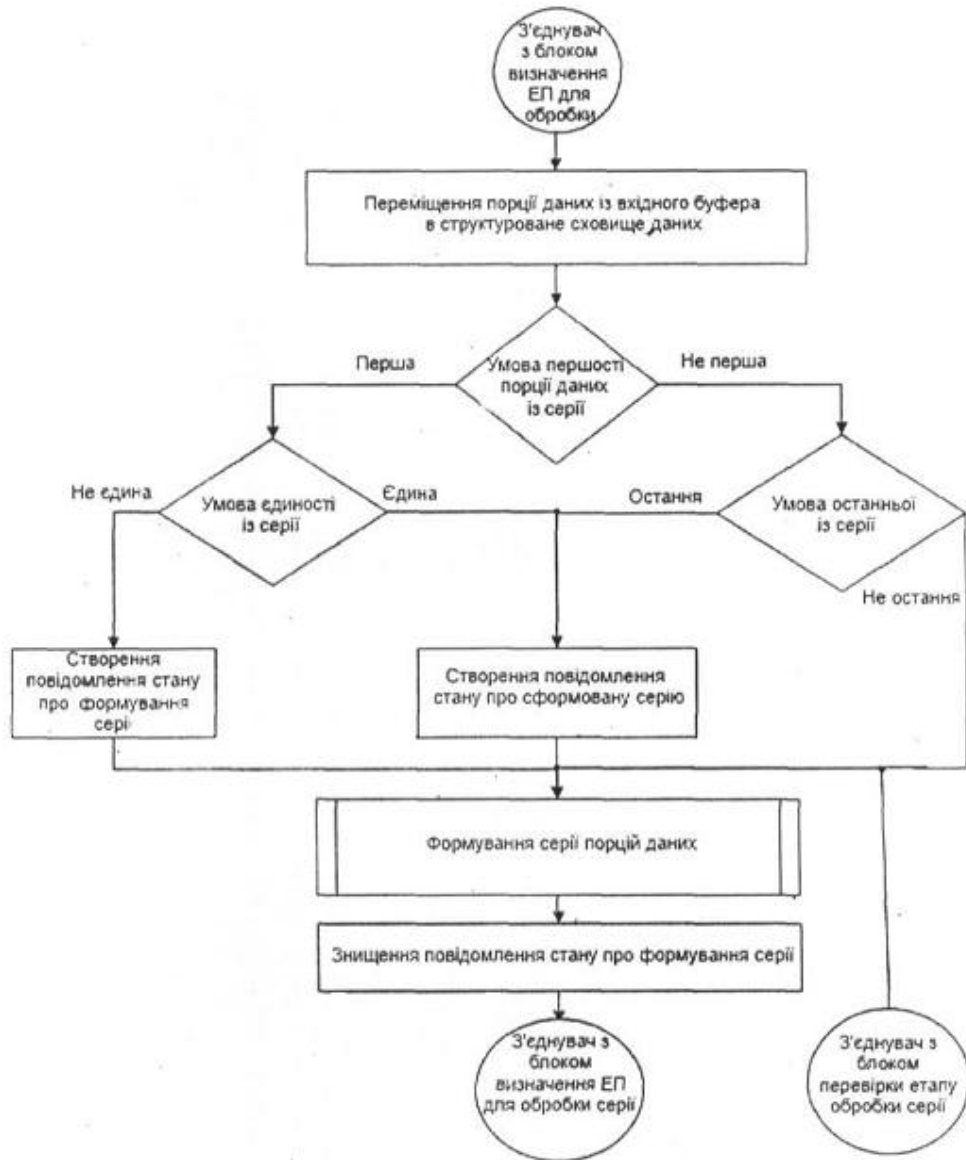 З'єднувач
з блоком
визначення
ЕП для
обробки
Переміщення порції даних із вхідного буфера
в структуроване сховище даних
Перша
Умова першості
порції даних
із серії
Не перша
Не єдина
Умова єдиності
із серії
Єдина
Остання
Умова останньої
із серії
Не остання
Створення
повідомлення стану
про формування
серії
Створення повідомлення
стану про сформовану серію
Формування серії порцій даних
Знищення повідомлення стану про формування серії
З'єднувач з
блоком
визначення ЕП
для обробки серії
З'єднувач з
блоком
перевірки етапу
обробки серії